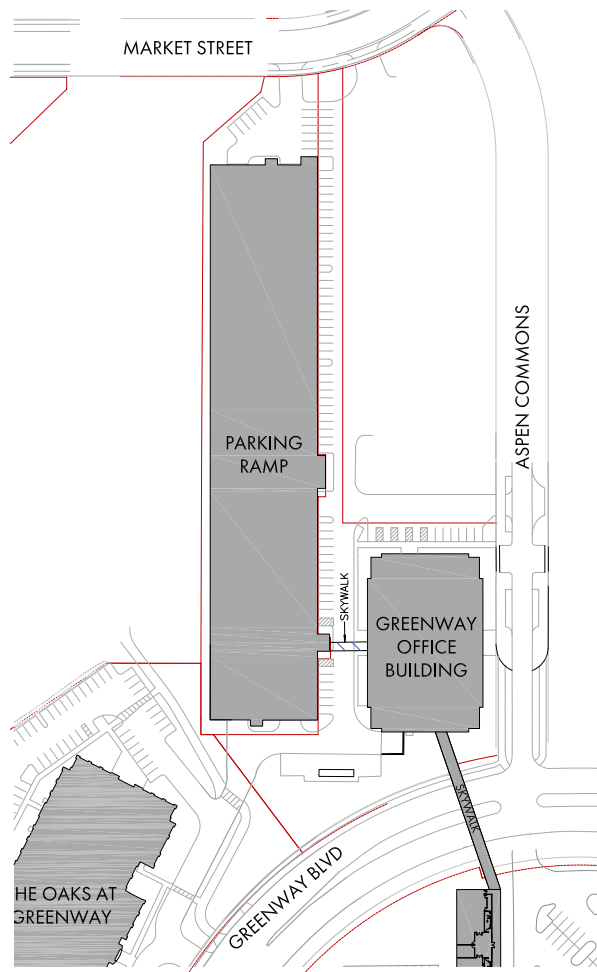 MARKET STREET
ASPEN COMMONS
PARKING
RAMP
SKYWALK
GREENWAY
OFFICE
BUILDING
SKYWALK
HE OAKS AT
GREENWAY
GREENWAY BLVD